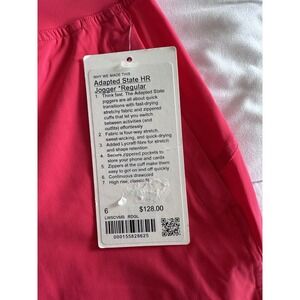 WHY WE MADE THIS
Adapted State HR
Jogger *Regular
1. Think fast. The Adapted State
joggers are all about quick
transitions with fast-drying
stretchy fabric and zippered
cuffs that let you switch
between activities (and
outfits) effortlessly
2. Fabric is four-way stretch,
sweat-wicking, and quick-drying
3. Added Lycra® fibre for stretch
and shape retention
4. Secure zippered pockets to
store your phone and cards
5. Zippers at the cuff make them
easy to get on and off quickly
6. Continuous drawcord
7. High rise, classic fit
6 $128.00
LW5CVMS RDGL
000155828625